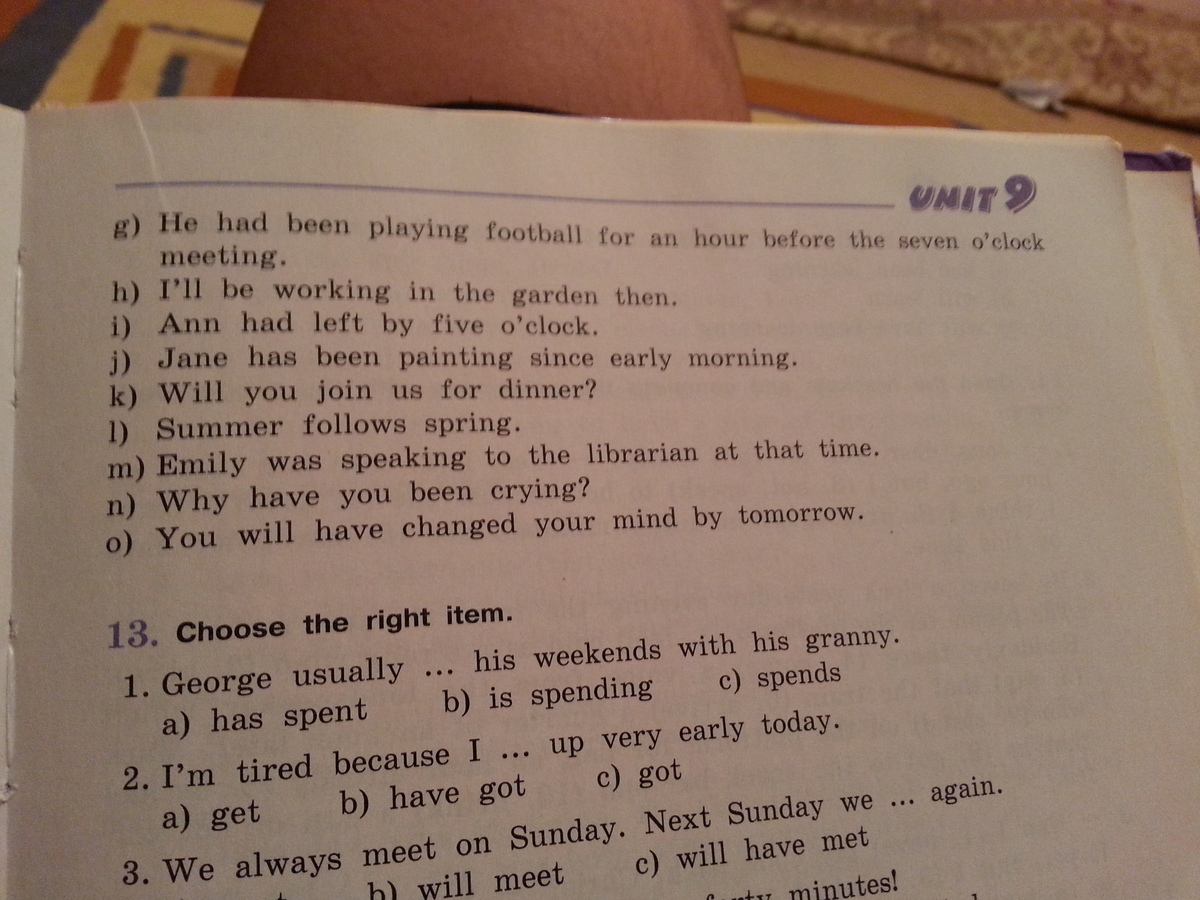 UNIT 9
g) He had been playing football for an hour before the seven o'clock
meeting.
h) I'll be working in the garden then.
i) Ann had left by five o'clock.
j) Jane has been painting since early morning.
k) Will you join us for dinner?
l) Summer follows spring.
m) Emily was speaking to the librarian at that time.
n) Why have you been crying?
o) You will have changed your mind by tomorrow.
13. Choose the right item.
1. George usually ... his weekends with his granny.
a) has spent b) is spending c) spends
2. I'm tired because I ... up very early today.
a) get b) have got c) got
3. We always meet on Sunday. Next Sunday we ... again.
b) will meet c) will have met
minutes!